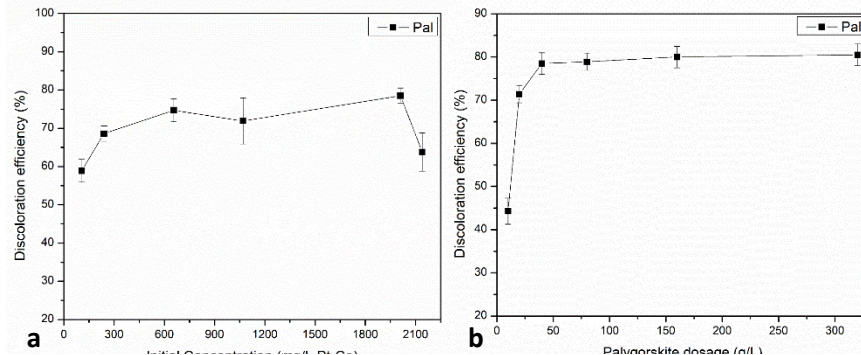 100
90
80
70
60
50
40
30
20
0 300 600 900 1200 1500 1800 2100
Discoloration efficiency (%)
Pal
a
Initial Concentration (mg/L Pt-Co)
90
80
70
60
50
40
30
20
0 50 100 150 200 250 300
Discoloration efficiency (%)
Pal
b
Palygorskite dosage (g/L)